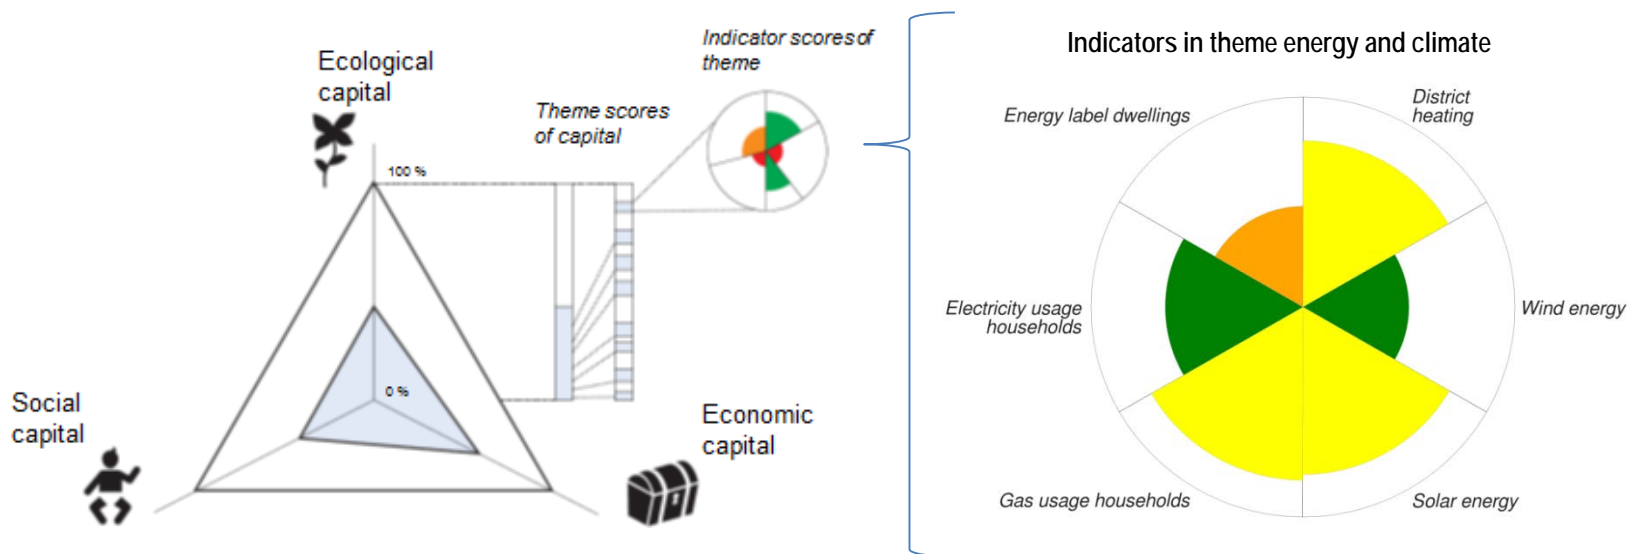 Ecological
capital
100 %
0 %
Social
capital
Economic
capital
Theme scores
of capital
Indicator scores of
theme
Indicators in theme energy and climate
Energy label dwellings
District
heating
Electricity usage
households
Wind energy
Gas usage households
Solar energy